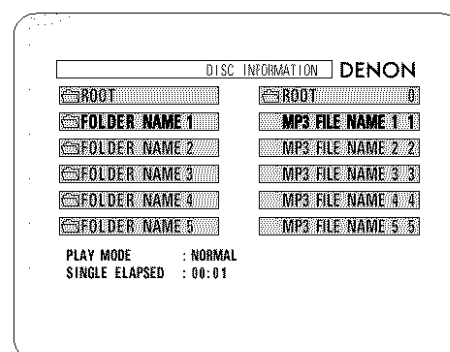 DISC INFORMATION DENON
ROOT ROOT 0
FOLDER NAME 1 MP3 FILE NAME 1 1
FOLDER NAME 2 MP3 FILE NAME 2 2
FOLDER NAME 3 MP3 FILE NAME 3 3
FOLDER NAME 4 MP3 FILE NAME 4 4
FOLDER NAME 5 MP3 FILE NAME 5 5
PLAY MODE : NORMAL
SINGLE ELAPSED : 00:01